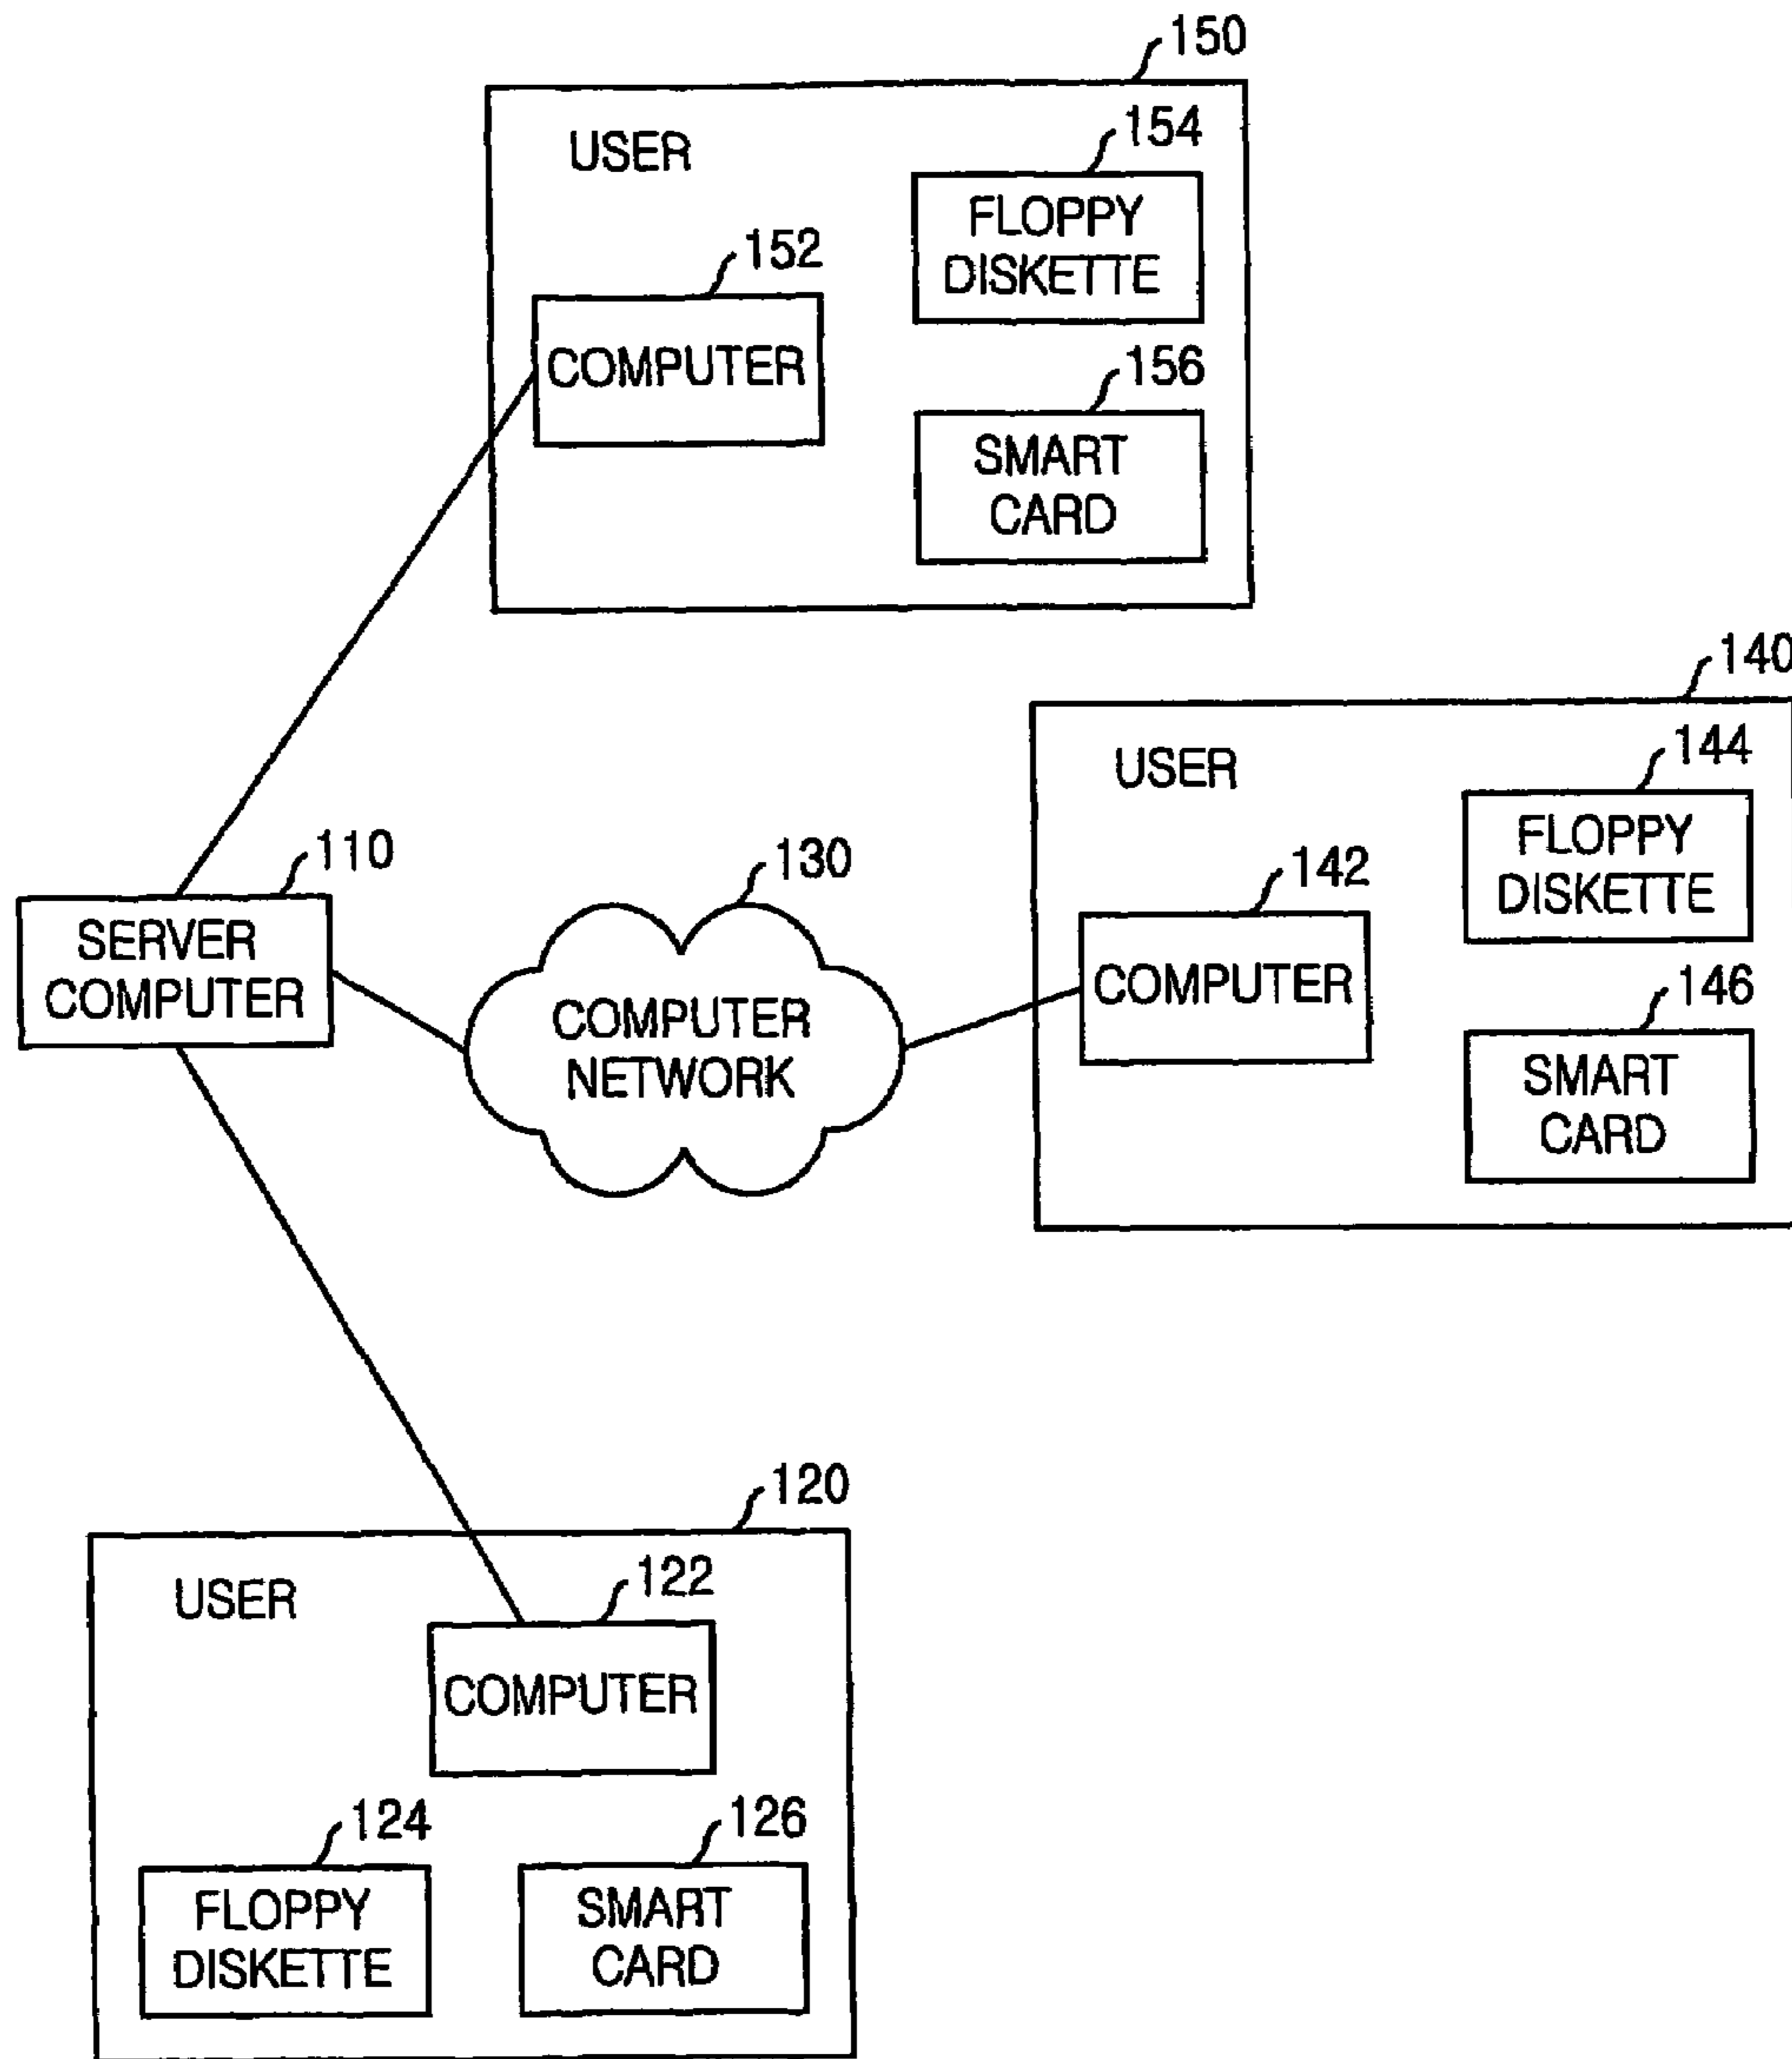 150
USER
154
FLOPPY
DISKETTE
152
COMPUTER
156
SMART
CARD
140
USER
144
FLOPPY
DISKETTE
142
COMPUTER
146
SMART
CARD
110
SERVER
COMPUTER
130
COMPUTER
NETWORK
120
USER
122
COMPUTER
124
FLOPPY
DISKETTE
126
SMART
CARD